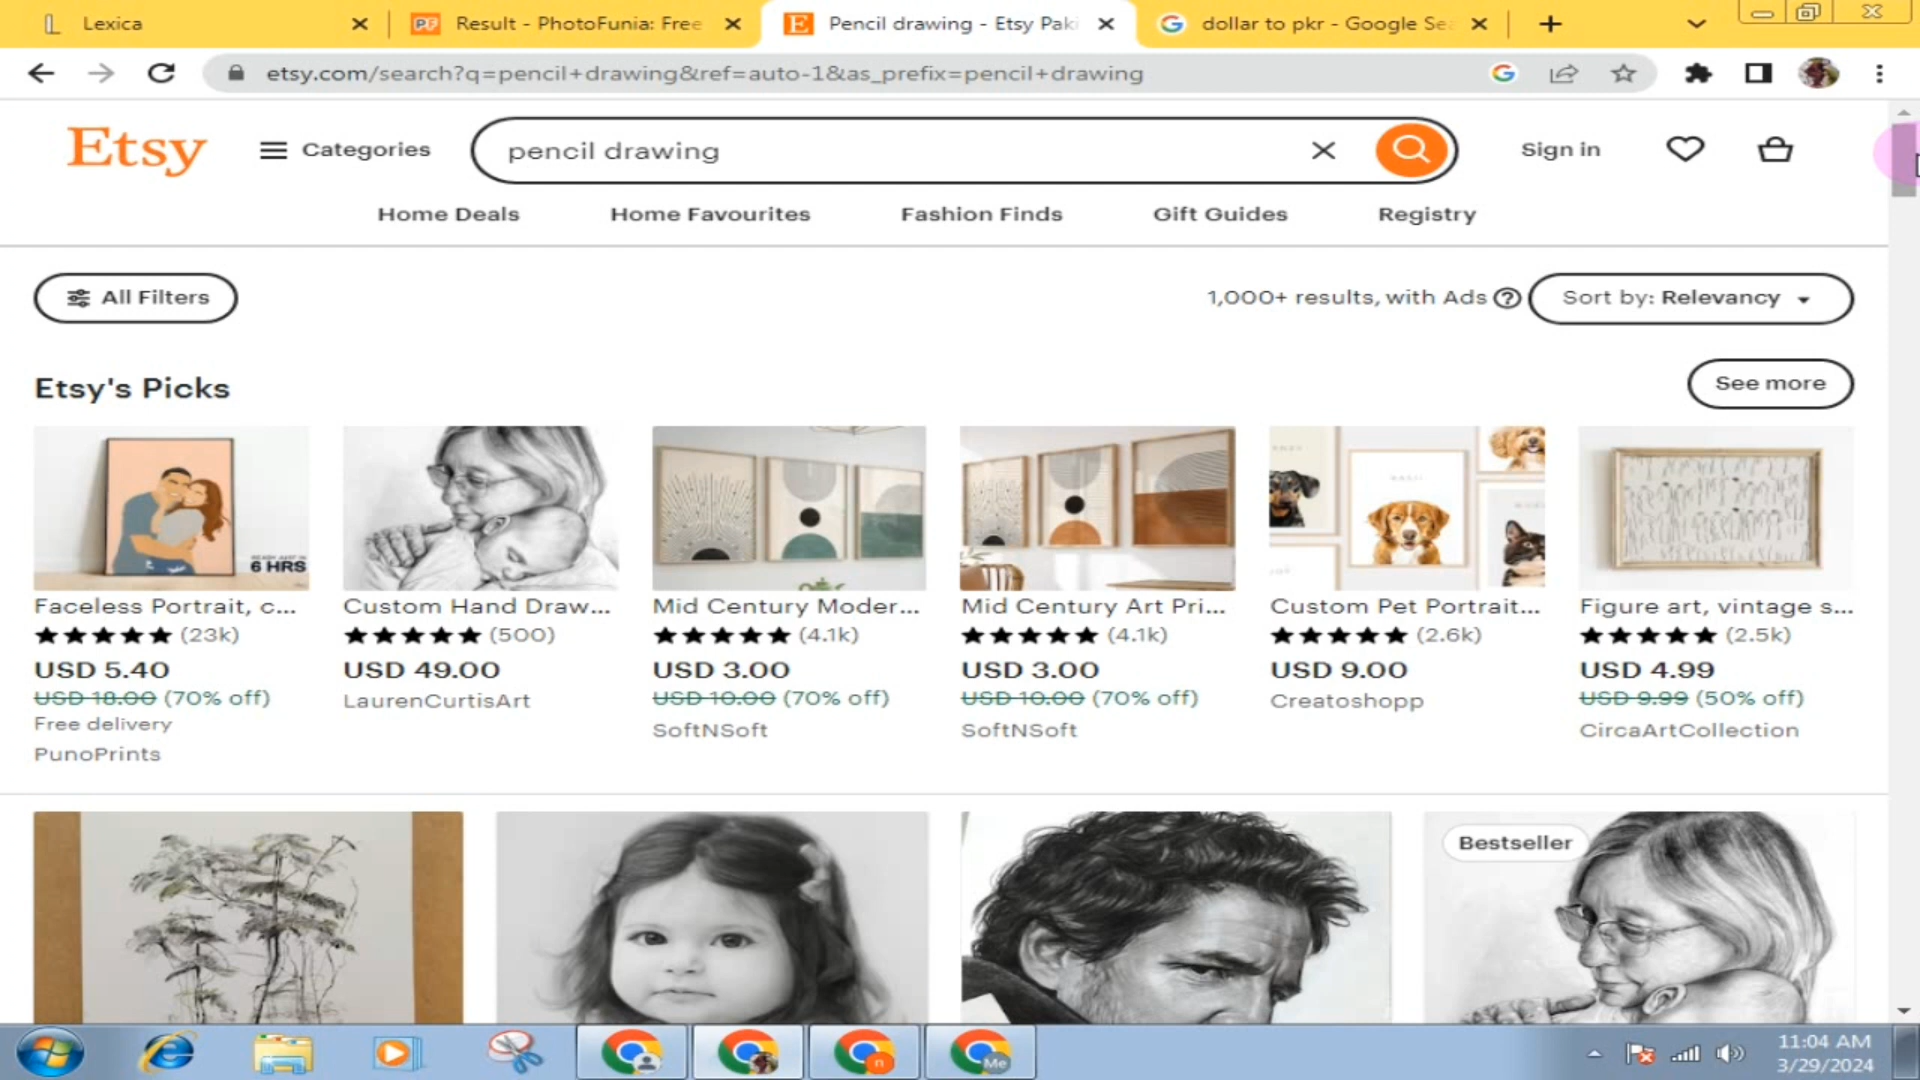 Lexica
Result - PhotoFunia: Free
Pencil drawing - Etsy Paki
dollar to pkr - Google Se
etsy.com/search?q=pencil+drawing&ref=auto-1&as_prefix=pencil+drawing
Etsy
Categories
pencil drawing
Sign in
Home Deals
Home Favourites
Fashion Finds
Gift Guides
Registry
All Filters
1,000+ results, with Ads
Sort by: Relevancy
Etsy's Picks
See more
6 HRS
Faceless Portrait, c...
(23k)
USD 5.40
USD 18.00 (70% off)
Free delivery
PunoPrints
Custom Hand Draw...
(500)
USD 49.00
LaurenCurtisArt
Mid Century Moder...
(4.1k)
USD 3.00
USD 10.00 (70% off)
SoftNSoft
Mid Century Art Pri...
(4.1k)
USD 3.00
USD 10.00 (70% off)
SoftNSoft
Custom Pet Portrait...
(2.6k)
USD 9.00
Creatoshopp
Figure art, vintage s...
(2.5k)
USD 4.99
USD 9.99 (50% off)
CircaArtCollection
Bestseller
n
Me
11:04 AM
3/29/2024